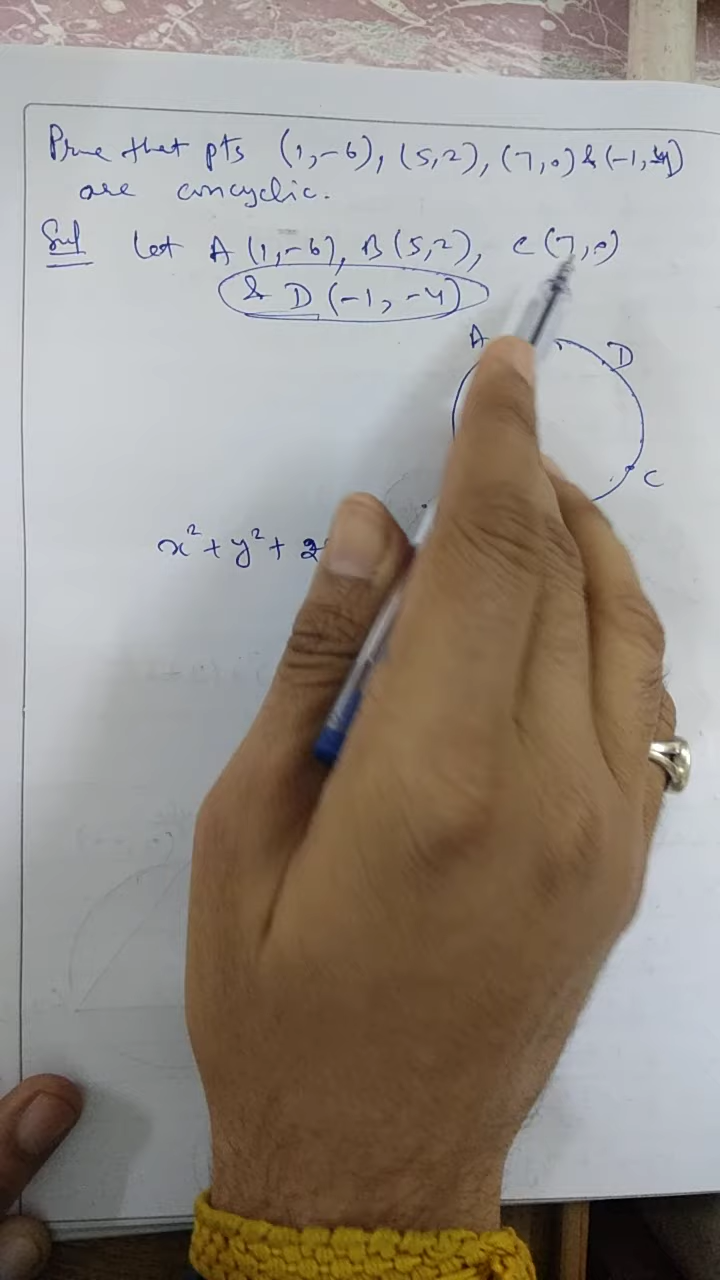 Prove that pts (1,-6), (5,2), (7,0) & (-1,-4)
are concyclic.
Sol Let A (1,-6), B (5,2), C (7,0)
& D (-1, -4)
A
D
C
x² + y² + 2